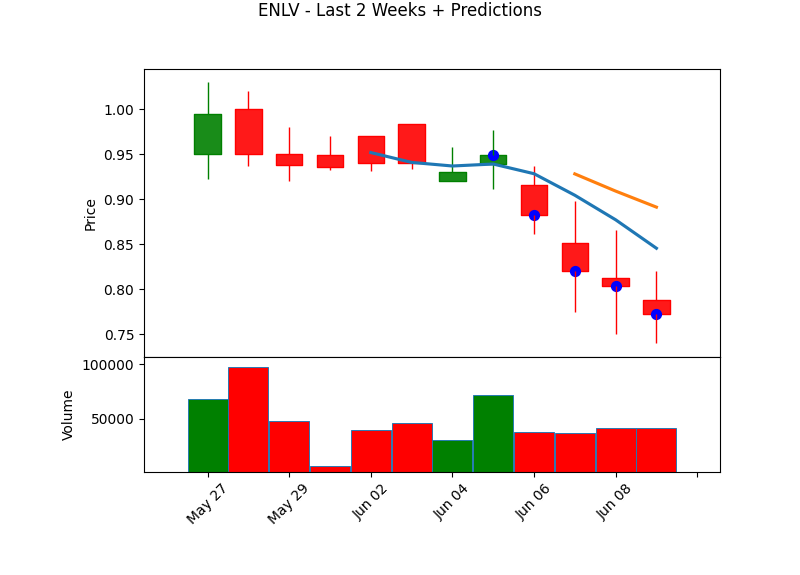 ENLV - Last 2 Weeks + Predictions
Price
1.00
0.95
0.90
0.85
0.80
0.75
Volume
100000
50000
May 27
May 29
Jun 02
Jun 04
Jun 06
Jun 08